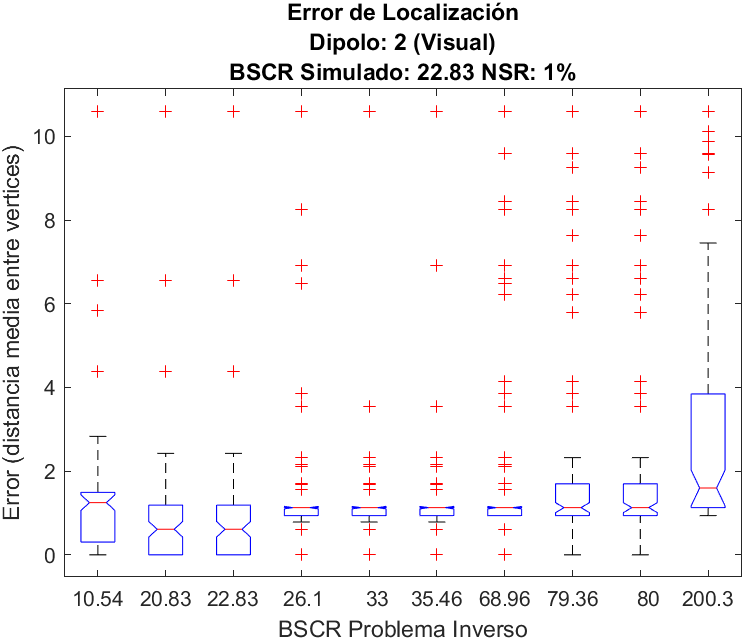 Error de Localización
Dipolo: 2 (Visual)
BSCR Simulado: 22.83 NSR: 1%
Error (distancia media entre vertices)
10
8
6
4
2
0
10.54 20.83 22.83 26.1 33 35.46 68.96 79.36 80 200.3
BSCR Problema Inverso